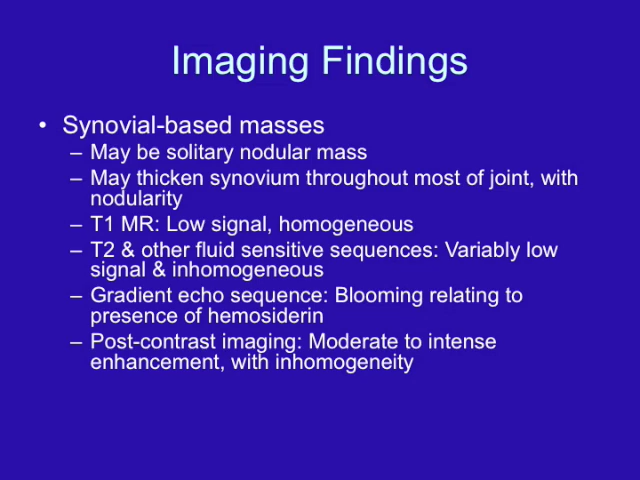 Imaging Findings
• Synovial-based masses
– May be solitary nodular mass
– May thicken synovium throughout most of joint, with
nodularity
– T1 MR: Low signal, homogeneous
– T2 & other fluid sensitive sequences: Variably low
signal & inhomogeneous
– Gradient echo sequence: Blooming relating to
presence of hemosiderin
– Post-contrast imaging: Moderate to intense
enhancement, with inhomogeneity